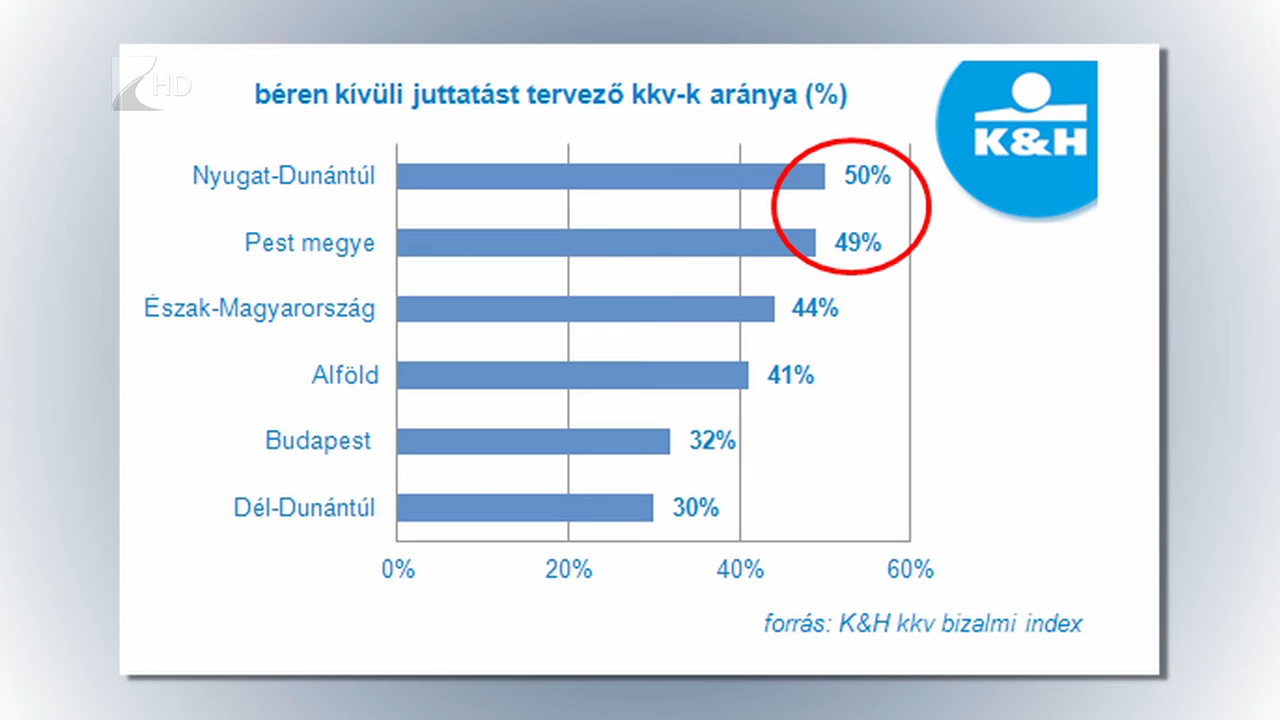 HD
béren kívüli juttatást tervező kkv-k aránya (%)
K&H
Nyugat-Dunántúl 50%
Pest megye 49%
Észak-Magyarország 44%
Alföld 41%
Budapest 32%
Dél-Dunántúl 30%
0% 20% 40% 60%
forrás: K&H kkv bizalmi index